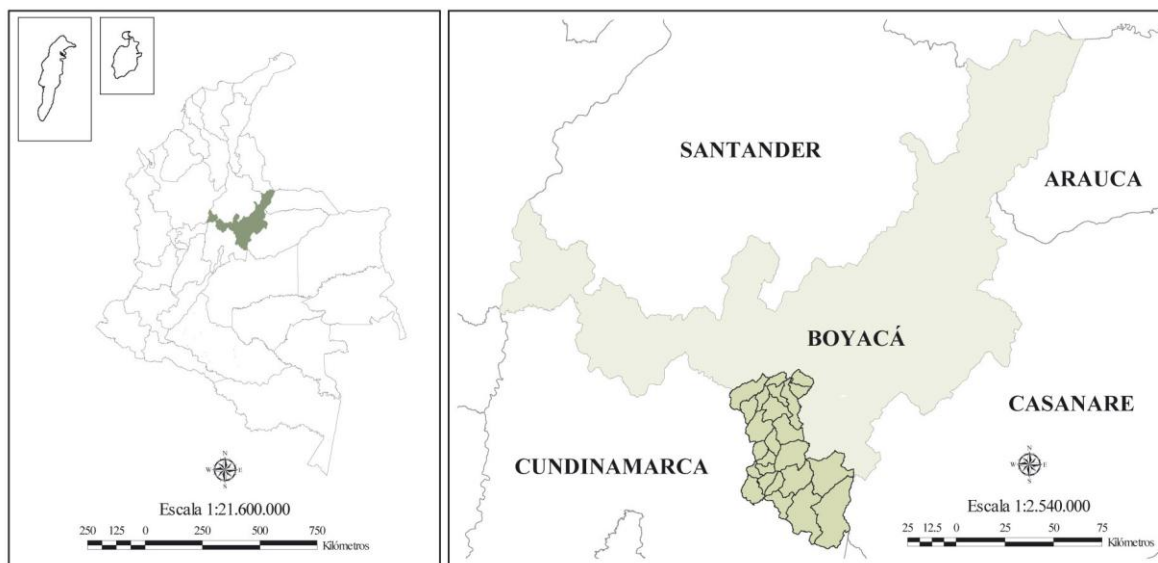 N
W E
S
Escala 1:21.600.000
250 125 0 250 500 750
Kilómetros
SANTANDER
ARAUCA
BOYACÁ
CASANARE
CUNDINAMARCA
N
W E
S
Escala 1:2.540.000
25 12.5 0 25 50 75
Kilómetros